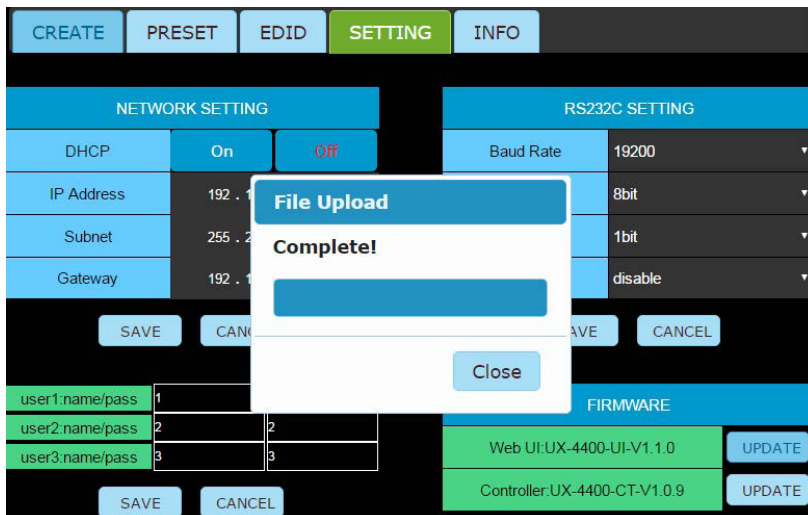 CREATE PRESET EDID SETTING INFO
NETWORK SETTING
DHCP On Off
IP Address 192 . 1
Subnet 255 . 2
Gateway 192 . 1
SAVE
RS232C SETTING
Baud Rate 19200
8bit
1bit
disable
CANCEL
File Upload
Complete!
Close
user1:name/pass 1
user2:name/pass 2 2
user3:name/pass 3 3
SAVE CANCEL
FIRMWARE
Web UI:UX-4400-UI-V1.1.0 UPDATE
Controller:UX-4400-CT-V1.0.9 UPDATE